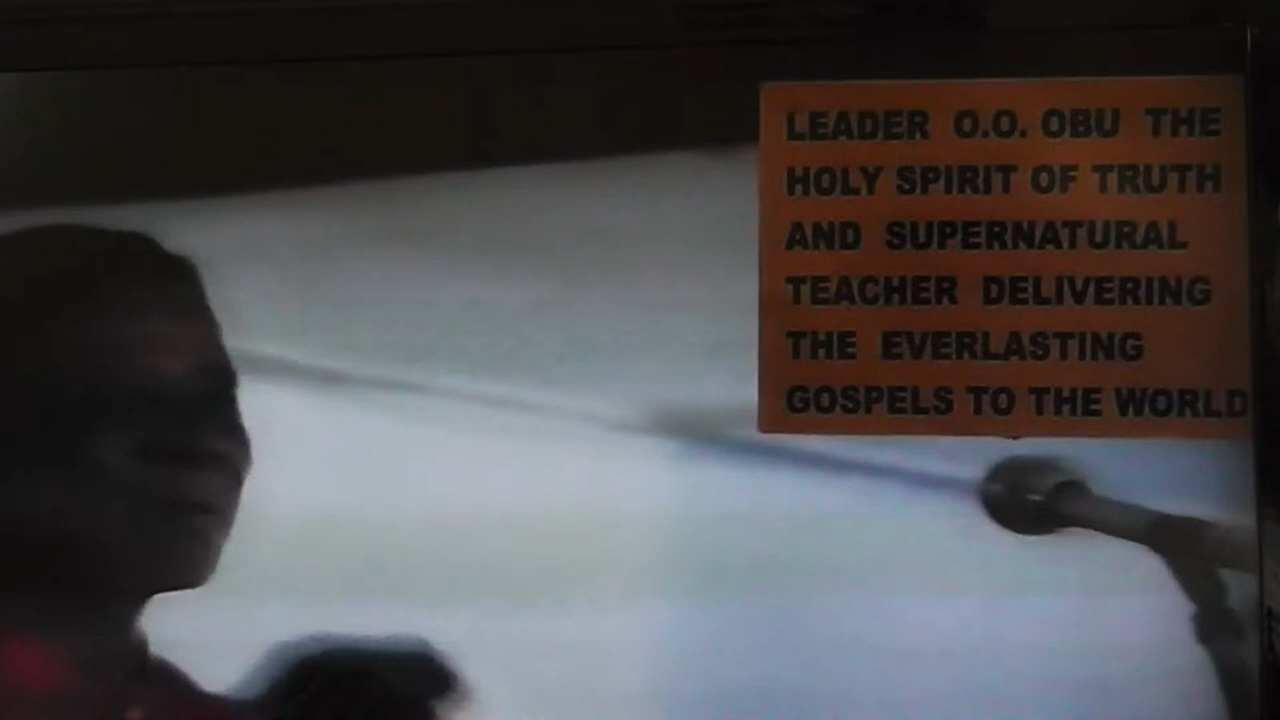 LEADER O.O. OBU THE
HOLY SPIRIT OF TRUTH
AND SUPERNATURAL
TEACHER DELIVERING
THE EVERLASTING
GOSPELS TO THE WORLD